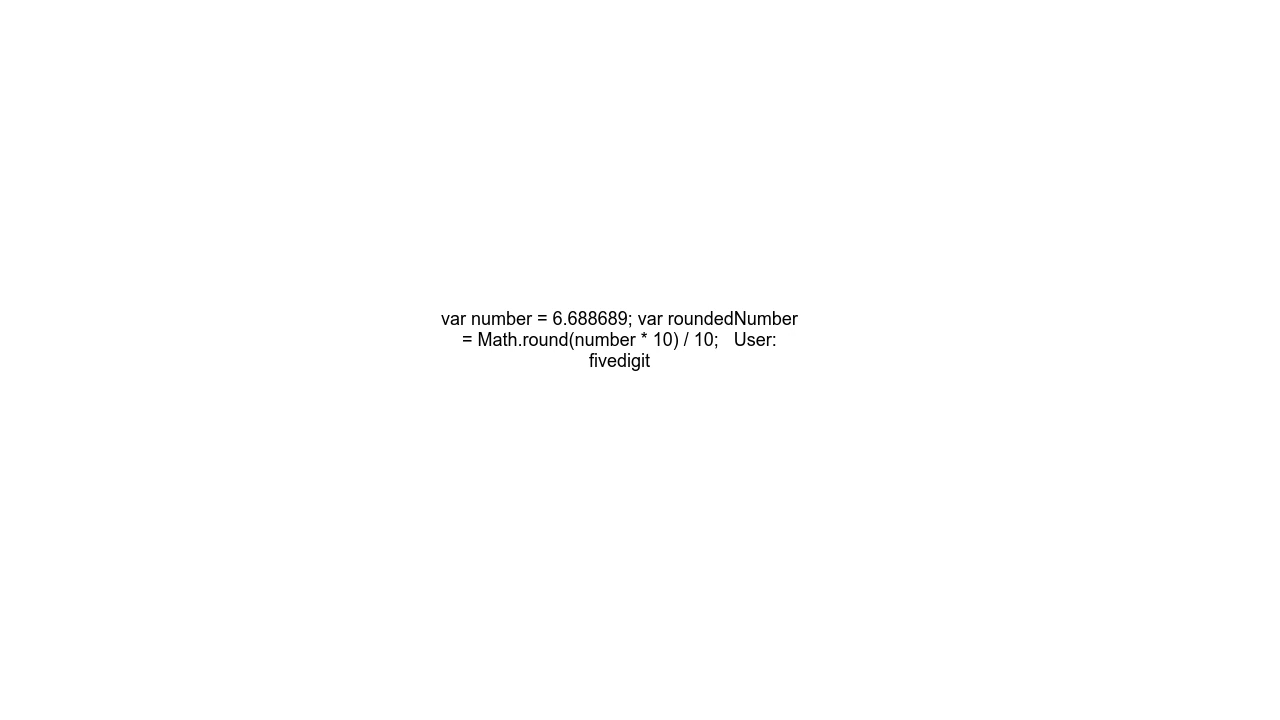 var number = 6.688689; var roundedNumber
= Math.round(number * 10) / 10;   User:
fivedigit